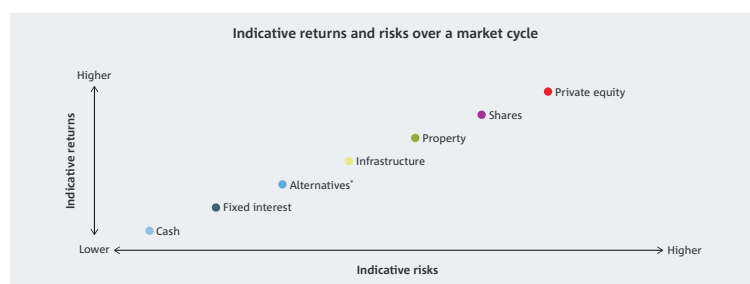 Indicative returns and risks over a market cycle
Higher
Private equity
Shares
Property
Infrastructure
Indicative returns
Alternatives*
Fixed interest
Cash
Lower
Higher
Indicative risks